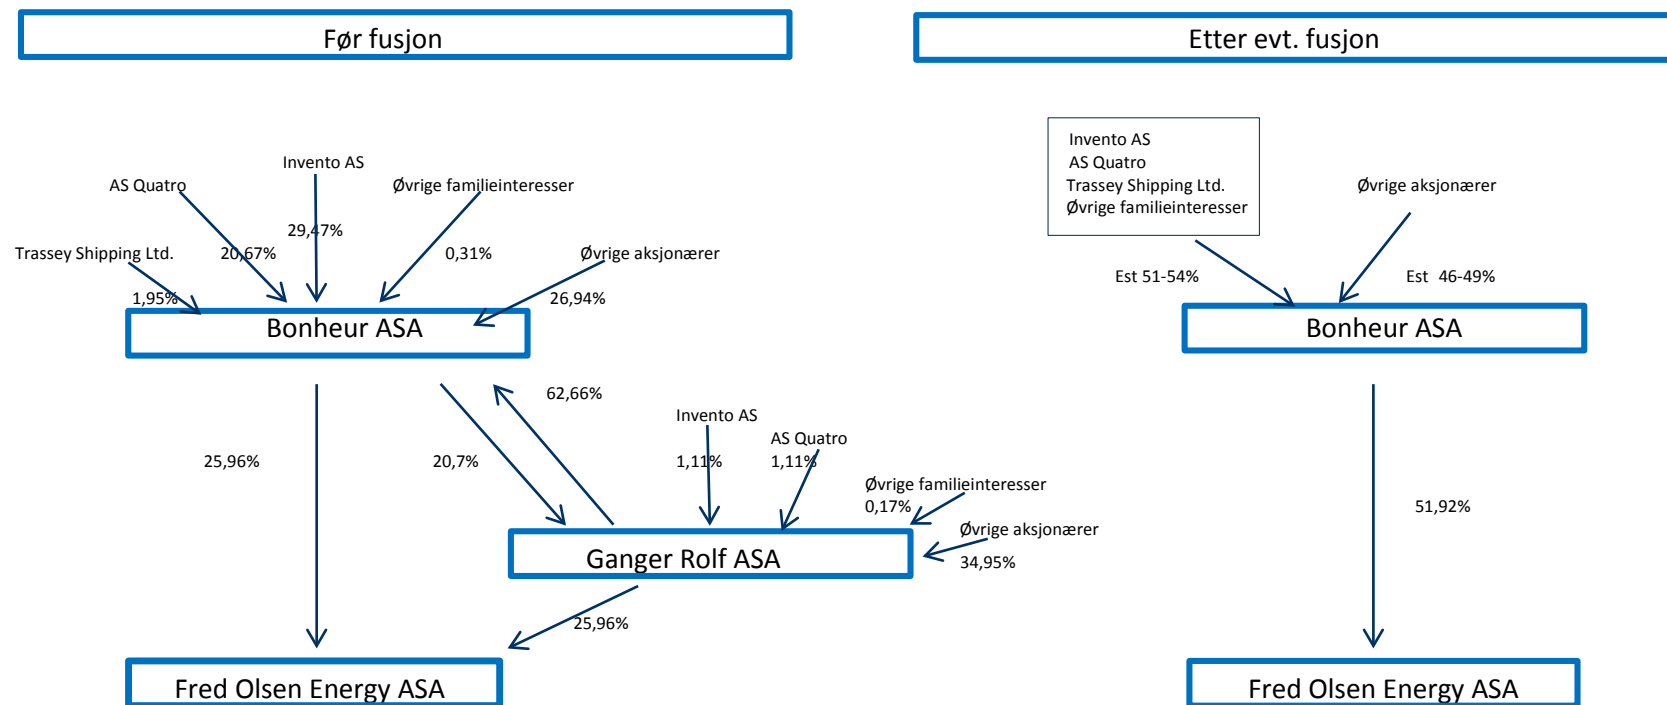 Før fusjon
Etter evt. fusjon
Invento AS
AS Quatro
Øvrige familieinteresser
29,47%
Trassey Shipping Ltd.
20,67%
0,31%
Øvrige aksjonærer
1,95%
26,94%
Bonheur ASA
62,66%
25,96%
20,7%
Invento AS
AS Quatro
1,11%
1,11%
Øvrige familieinteresser
0,17%
Øvrige aksjonærer
34,95%
Ganger Rolf ASA
25,96%
Fred Olsen Energy ASA
Invento AS
AS Quatro
Trassey Shipping Ltd.
Øvrige familieinteresser
Øvrige aksjonærer
Est 51-54%
Est 46-49%
Bonheur ASA
51,92%
Fred Olsen Energy ASA